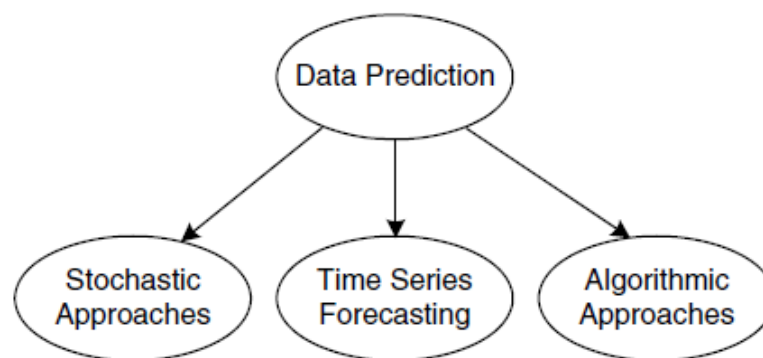 Data Prediction
Stochastic
Approaches
Time Series
Forecasting
Algorithmic
Approaches